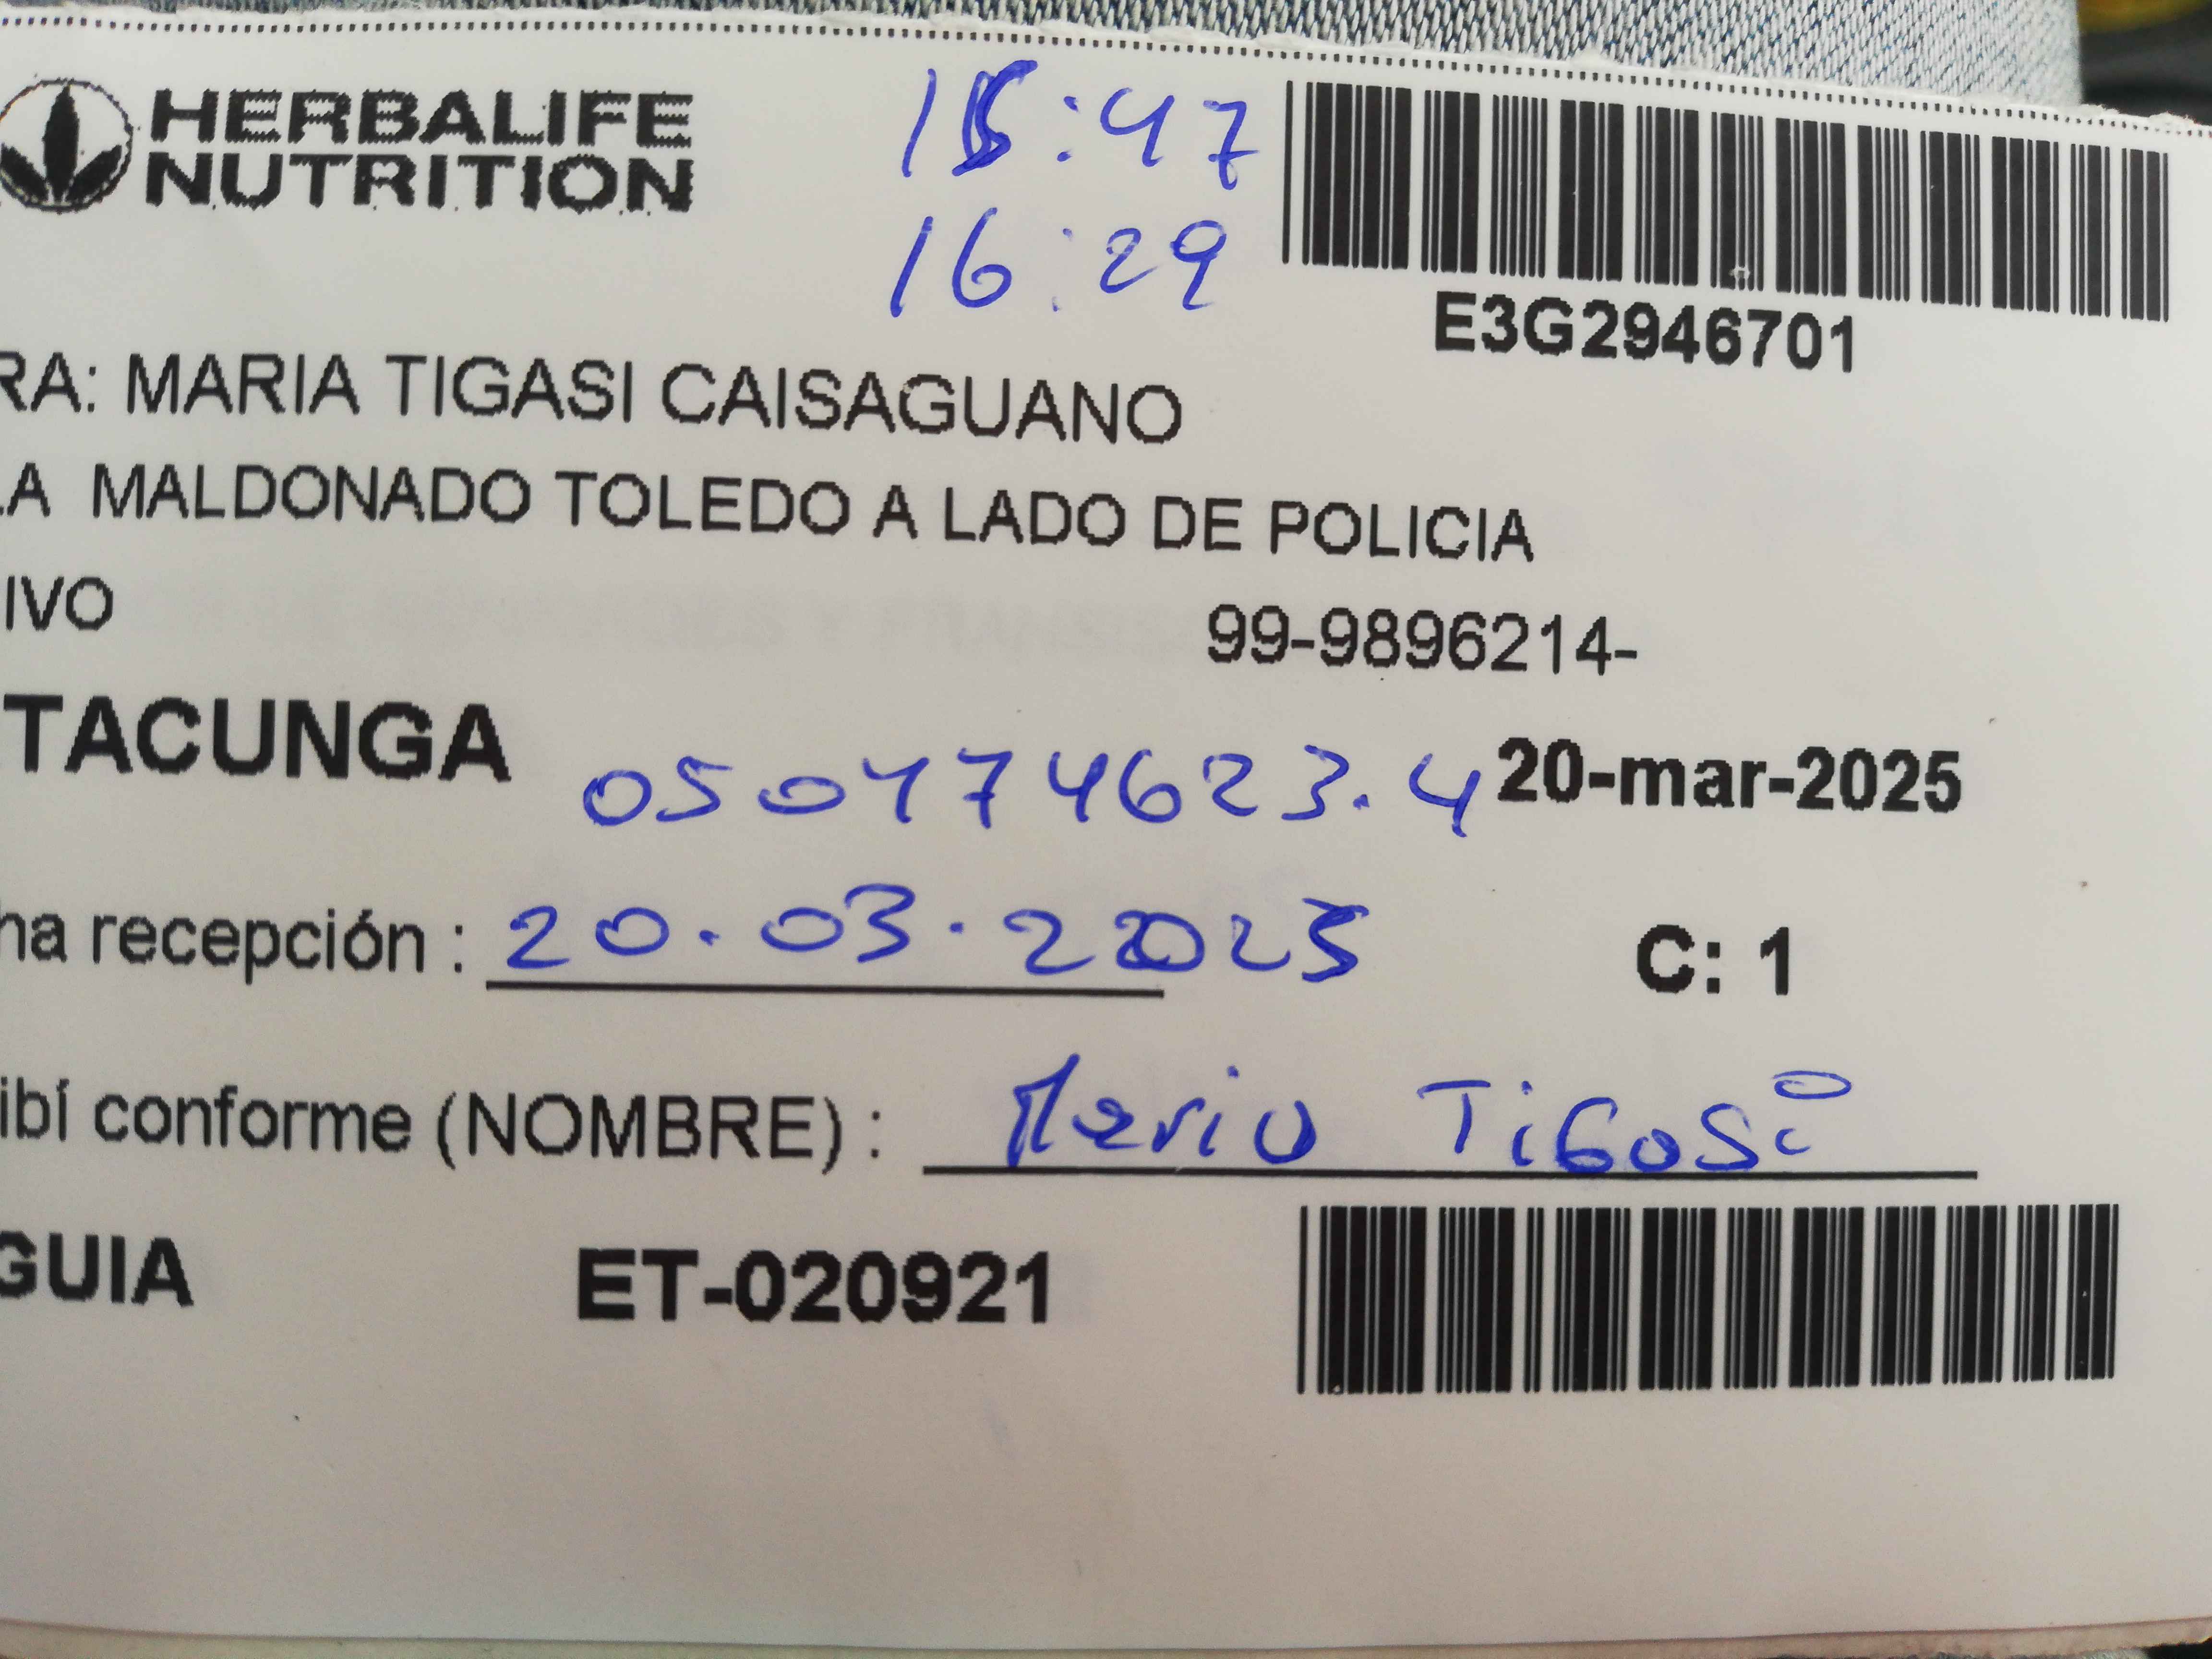 HERBALIFE
NUTRITION
15:47
16:29
E3G2946701
RA: MARIA TIGASI CAISAGUANO
LA MALDONADO TOLEDO A LADO DE POLICIA
IVO
99-9896214-
TACUNGA
050474623.4
20-mar-2025
ha recepción : 20.03.22025
C: 1
ibí conforme (NOMBRE) : Maria Tigasi
GUIA
ET-020921